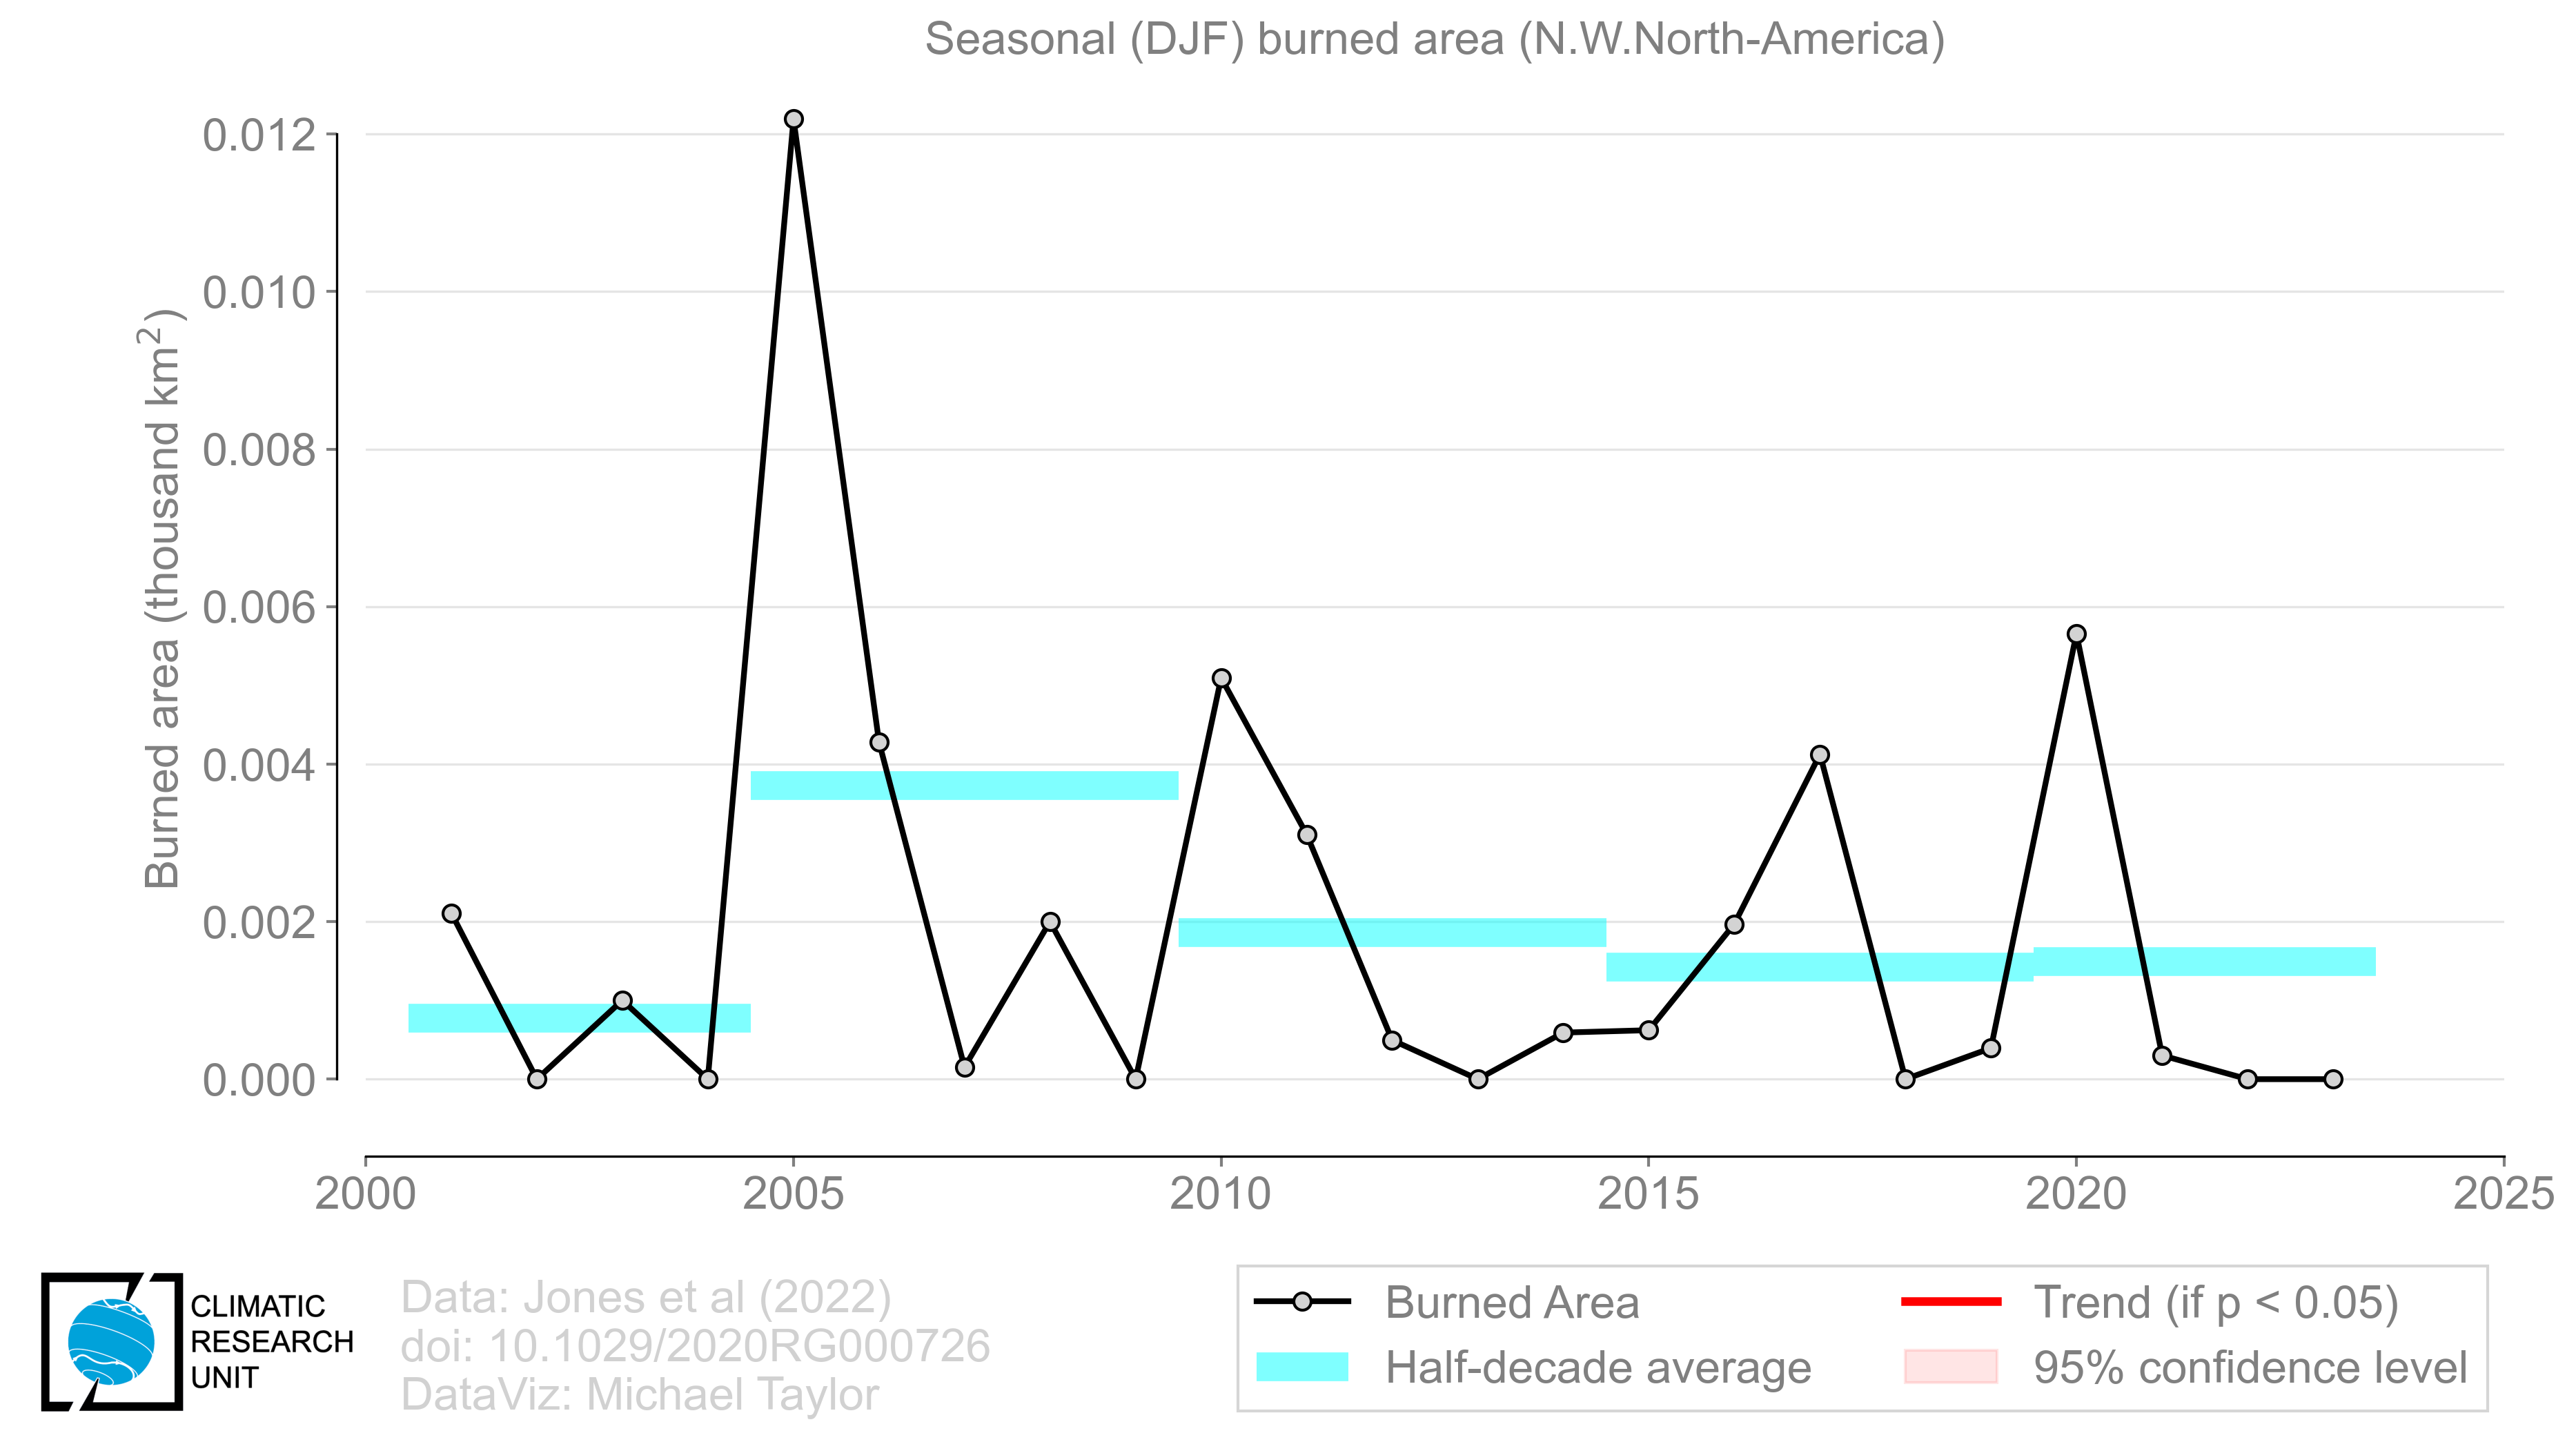 Seasonal (DJF) burned area (N.W.North-America)
Burned area (thousand km²)
0.012
0.010
0.008
0.006
0.004
0.002
0.000
2000 2005 2010 2015 2020 2025
CLIMATIC
RESEARCH
UNIT
Data: Jones et al (2022)
doi: 10.1029/2020RG000726
DataViz: Michael Taylor
Burned Area
Half-decade average
Trend (if p < 0.05)
95% confidence level